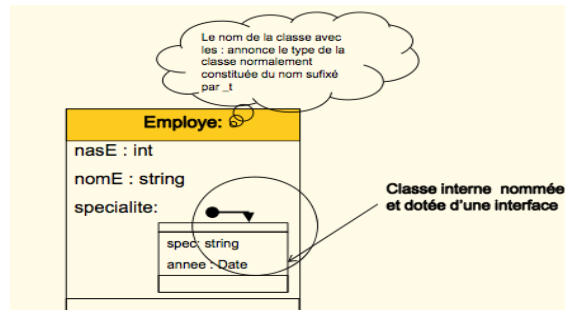 Le nom de la classe avec
les : annonce le type de la
classe normalement
constituée du nom sufixé
par _t
Employe:
nasE : int
nomE : string
specialite:
spec: string
annee : Date
Classe interne nommée
et dotée d'une interface